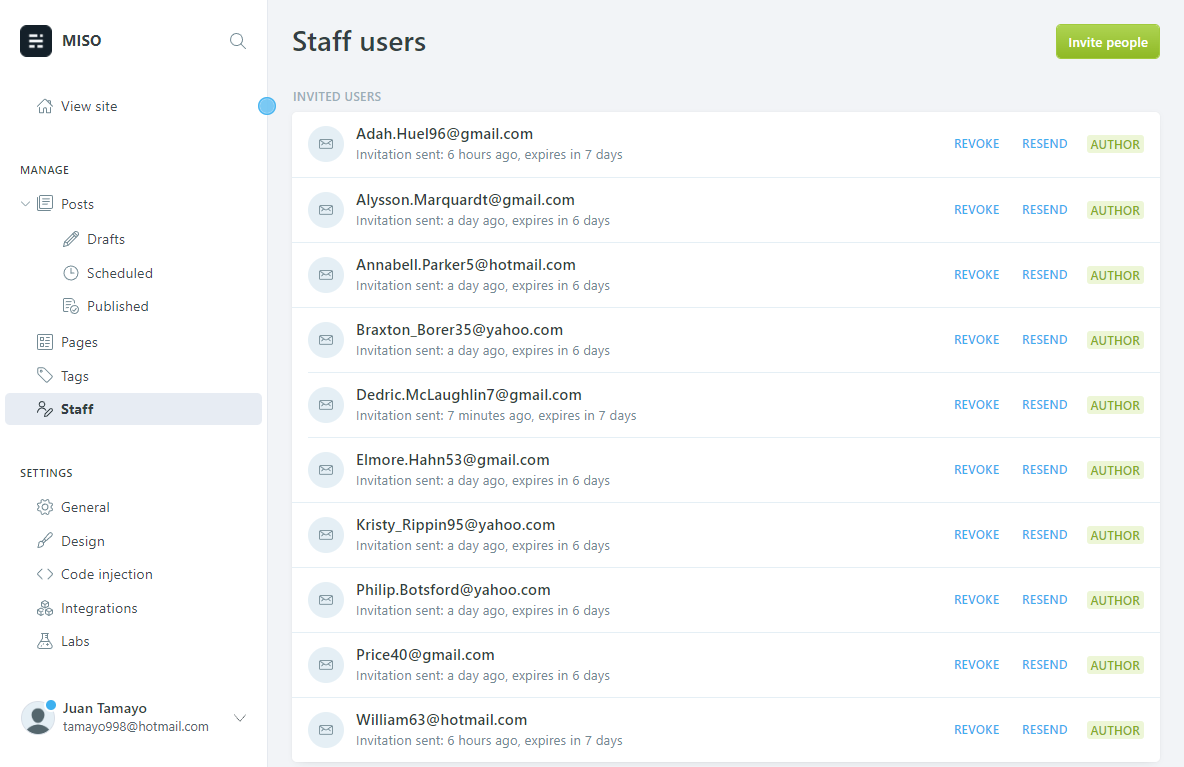 MISO
View site
MANAGE
Posts
Drafts
Scheduled
Published
Pages
Tags
Staff
SETTINGS
General
Design
Code injection
Integrations
Labs
Juan Tamayo
tamayo998@hotmail.com
Staff users
Invite people
INVITED USERS
Adah.Huel96@gmail.com
Invitation sent: 6 hours ago, expires in 7 days
REVOKE RESEND AUTHOR
Alysson.Marquardt@gmail.com
Invitation sent: a day ago, expires in 6 days
REVOKE RESEND AUTHOR
Annabell.Parker5@hotmail.com
Invitation sent: a day ago, expires in 6 days
REVOKE RESEND AUTHOR
Braxton_Borer35@yahoo.com
Invitation sent: a day ago, expires in 6 days
REVOKE RESEND AUTHOR
Dedric.McLaughlin7@gmail.com
Invitation sent: 7 minutes ago, expires in 7 days
REVOKE RESEND AUTHOR
Elmore.Hahn53@gmail.com
Invitation sent: a day ago, expires in 6 days
REVOKE RESEND AUTHOR
Kristy_Rippin95@yahoo.com
Invitation sent: a day ago, expires in 6 days
REVOKE RESEND AUTHOR
Philip.Botsford@yahoo.com
Invitation sent: a day ago, expires in 6 days
REVOKE RESEND AUTHOR
Price40@gmail.com
Invitation sent: a day ago, expires in 6 days
REVOKE RESEND AUTHOR
William63@hotmail.com
Invitation sent: 6 hours ago, expires in 7 days
REVOKE RESEND AUTHOR